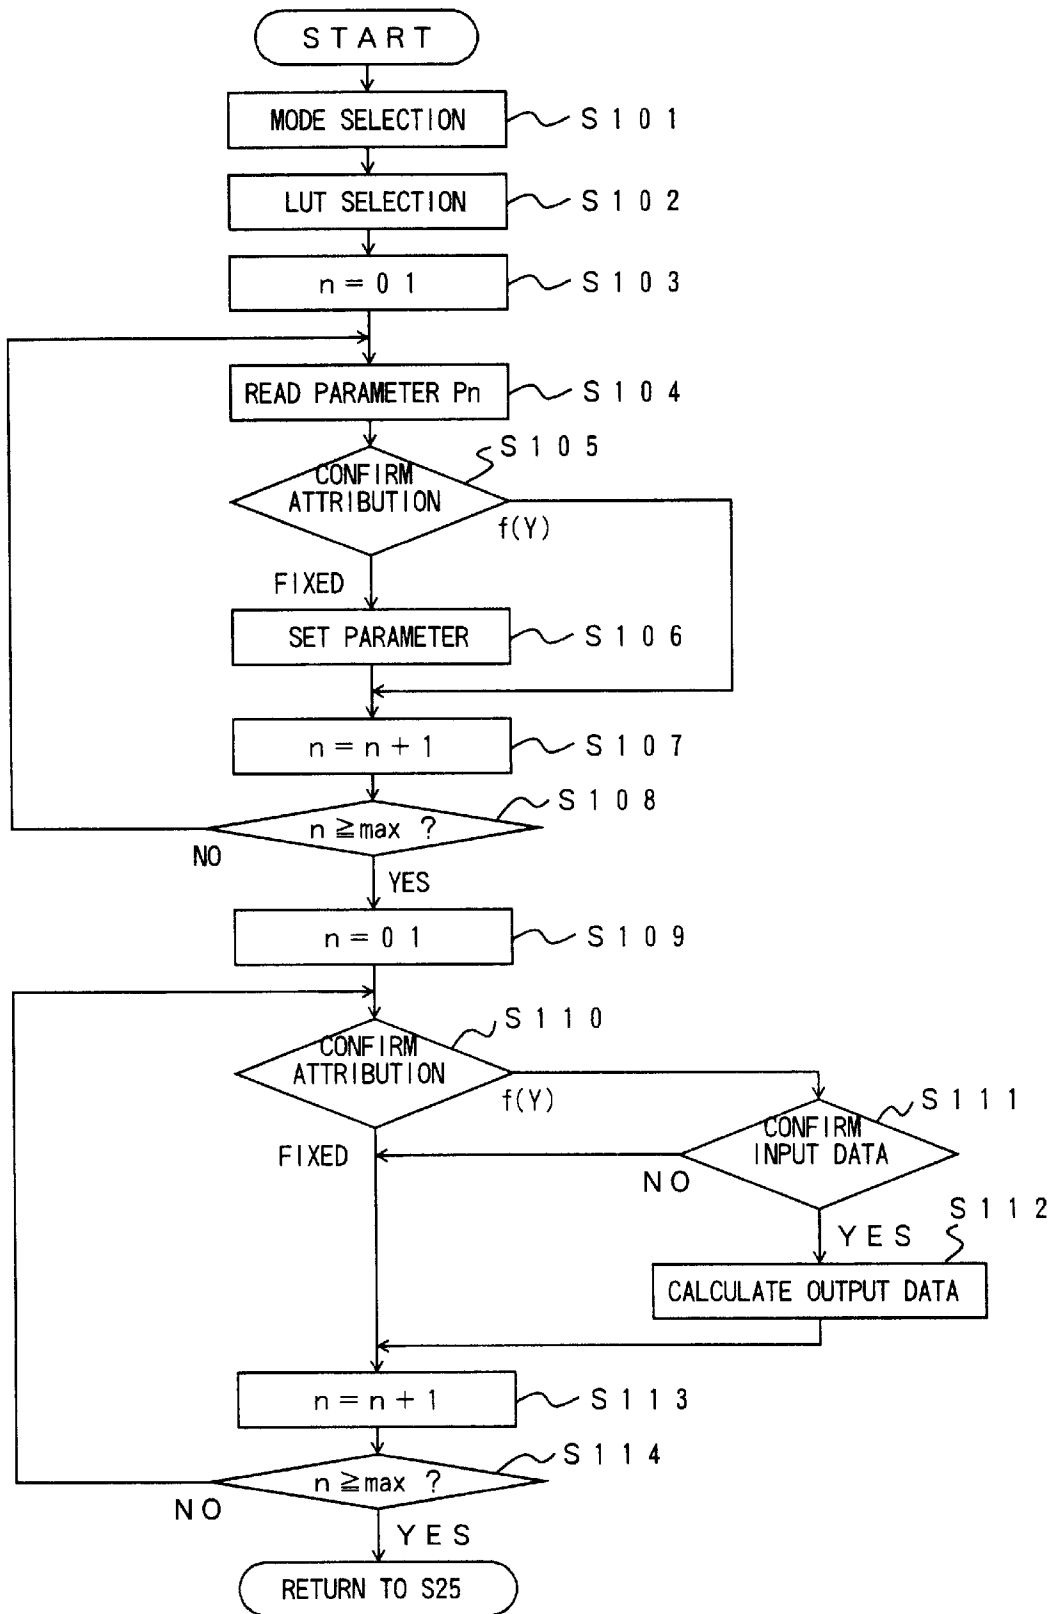 START
MODE SELECTION
S101
LUT SELECTION
S102
n = 01
S103
READ PARAMETER Pn
S104
S105
CONFIRM
ATTRIBUTION
f(Y)
FIXED
SET PARAMETER
S106
n = n + 1
S107
S108
n ≧ max ?
NO
YES
n = 01
S109
S110
CONFIRM
ATTRIBUTION
f(Y)
FIXED
S111
CONFIRM
INPUT DATA
NO
YES
S112
CALCULATE OUTPUT DATA
n = n + 1
S113
S114
n ≧ max ?
NO
YES
RETURN TO S25